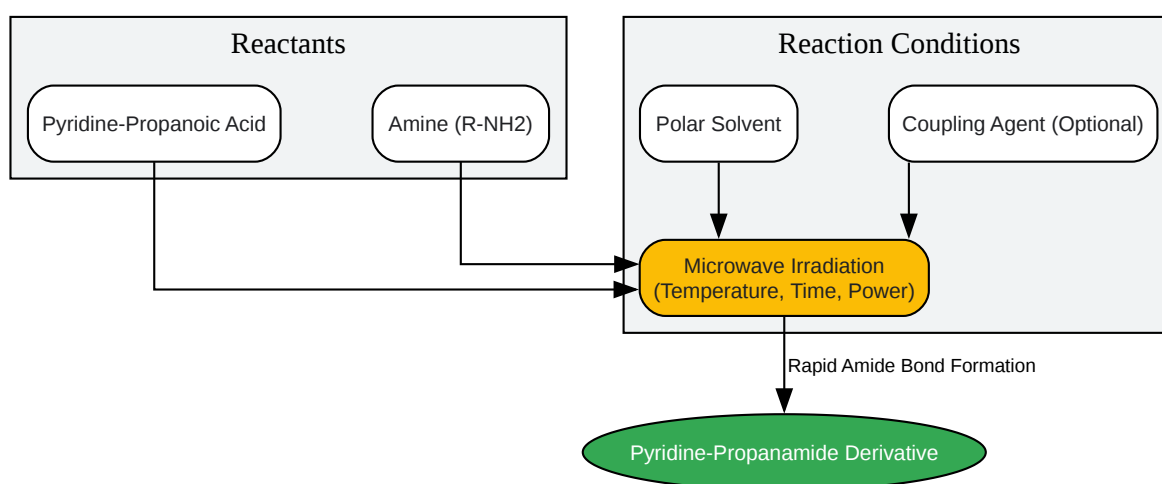 Reactants
Reaction Conditions
Pyridine-Propanoic Acid
Amine (R-NH2)
Polar Solvent
Coupling Agent (Optional)
Microwave Irradiation
(Temperature, Time, Power)
Rapid Amide Bond Formation
Pyridine-Propanamide Derivative